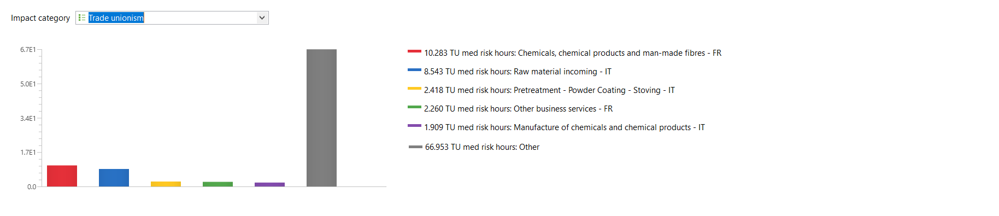 Impact category Trade unionism
6.7E1
5.0E1
3.4E1
1.7E1
0.0
10.283 TU med risk hours: Chemicals, chemical products and man-made fibres - FR
8.543 TU med risk hours: Raw material incoming - IT
2.418 TU med risk hours: Pretreatment - Powder Coating - Stoving - IT
2.260 TU med risk hours: Other business services - FR
1.909 TU med risk hours: Manufacture of chemicals and chemical products - IT
66.953 TU med risk hours: Other